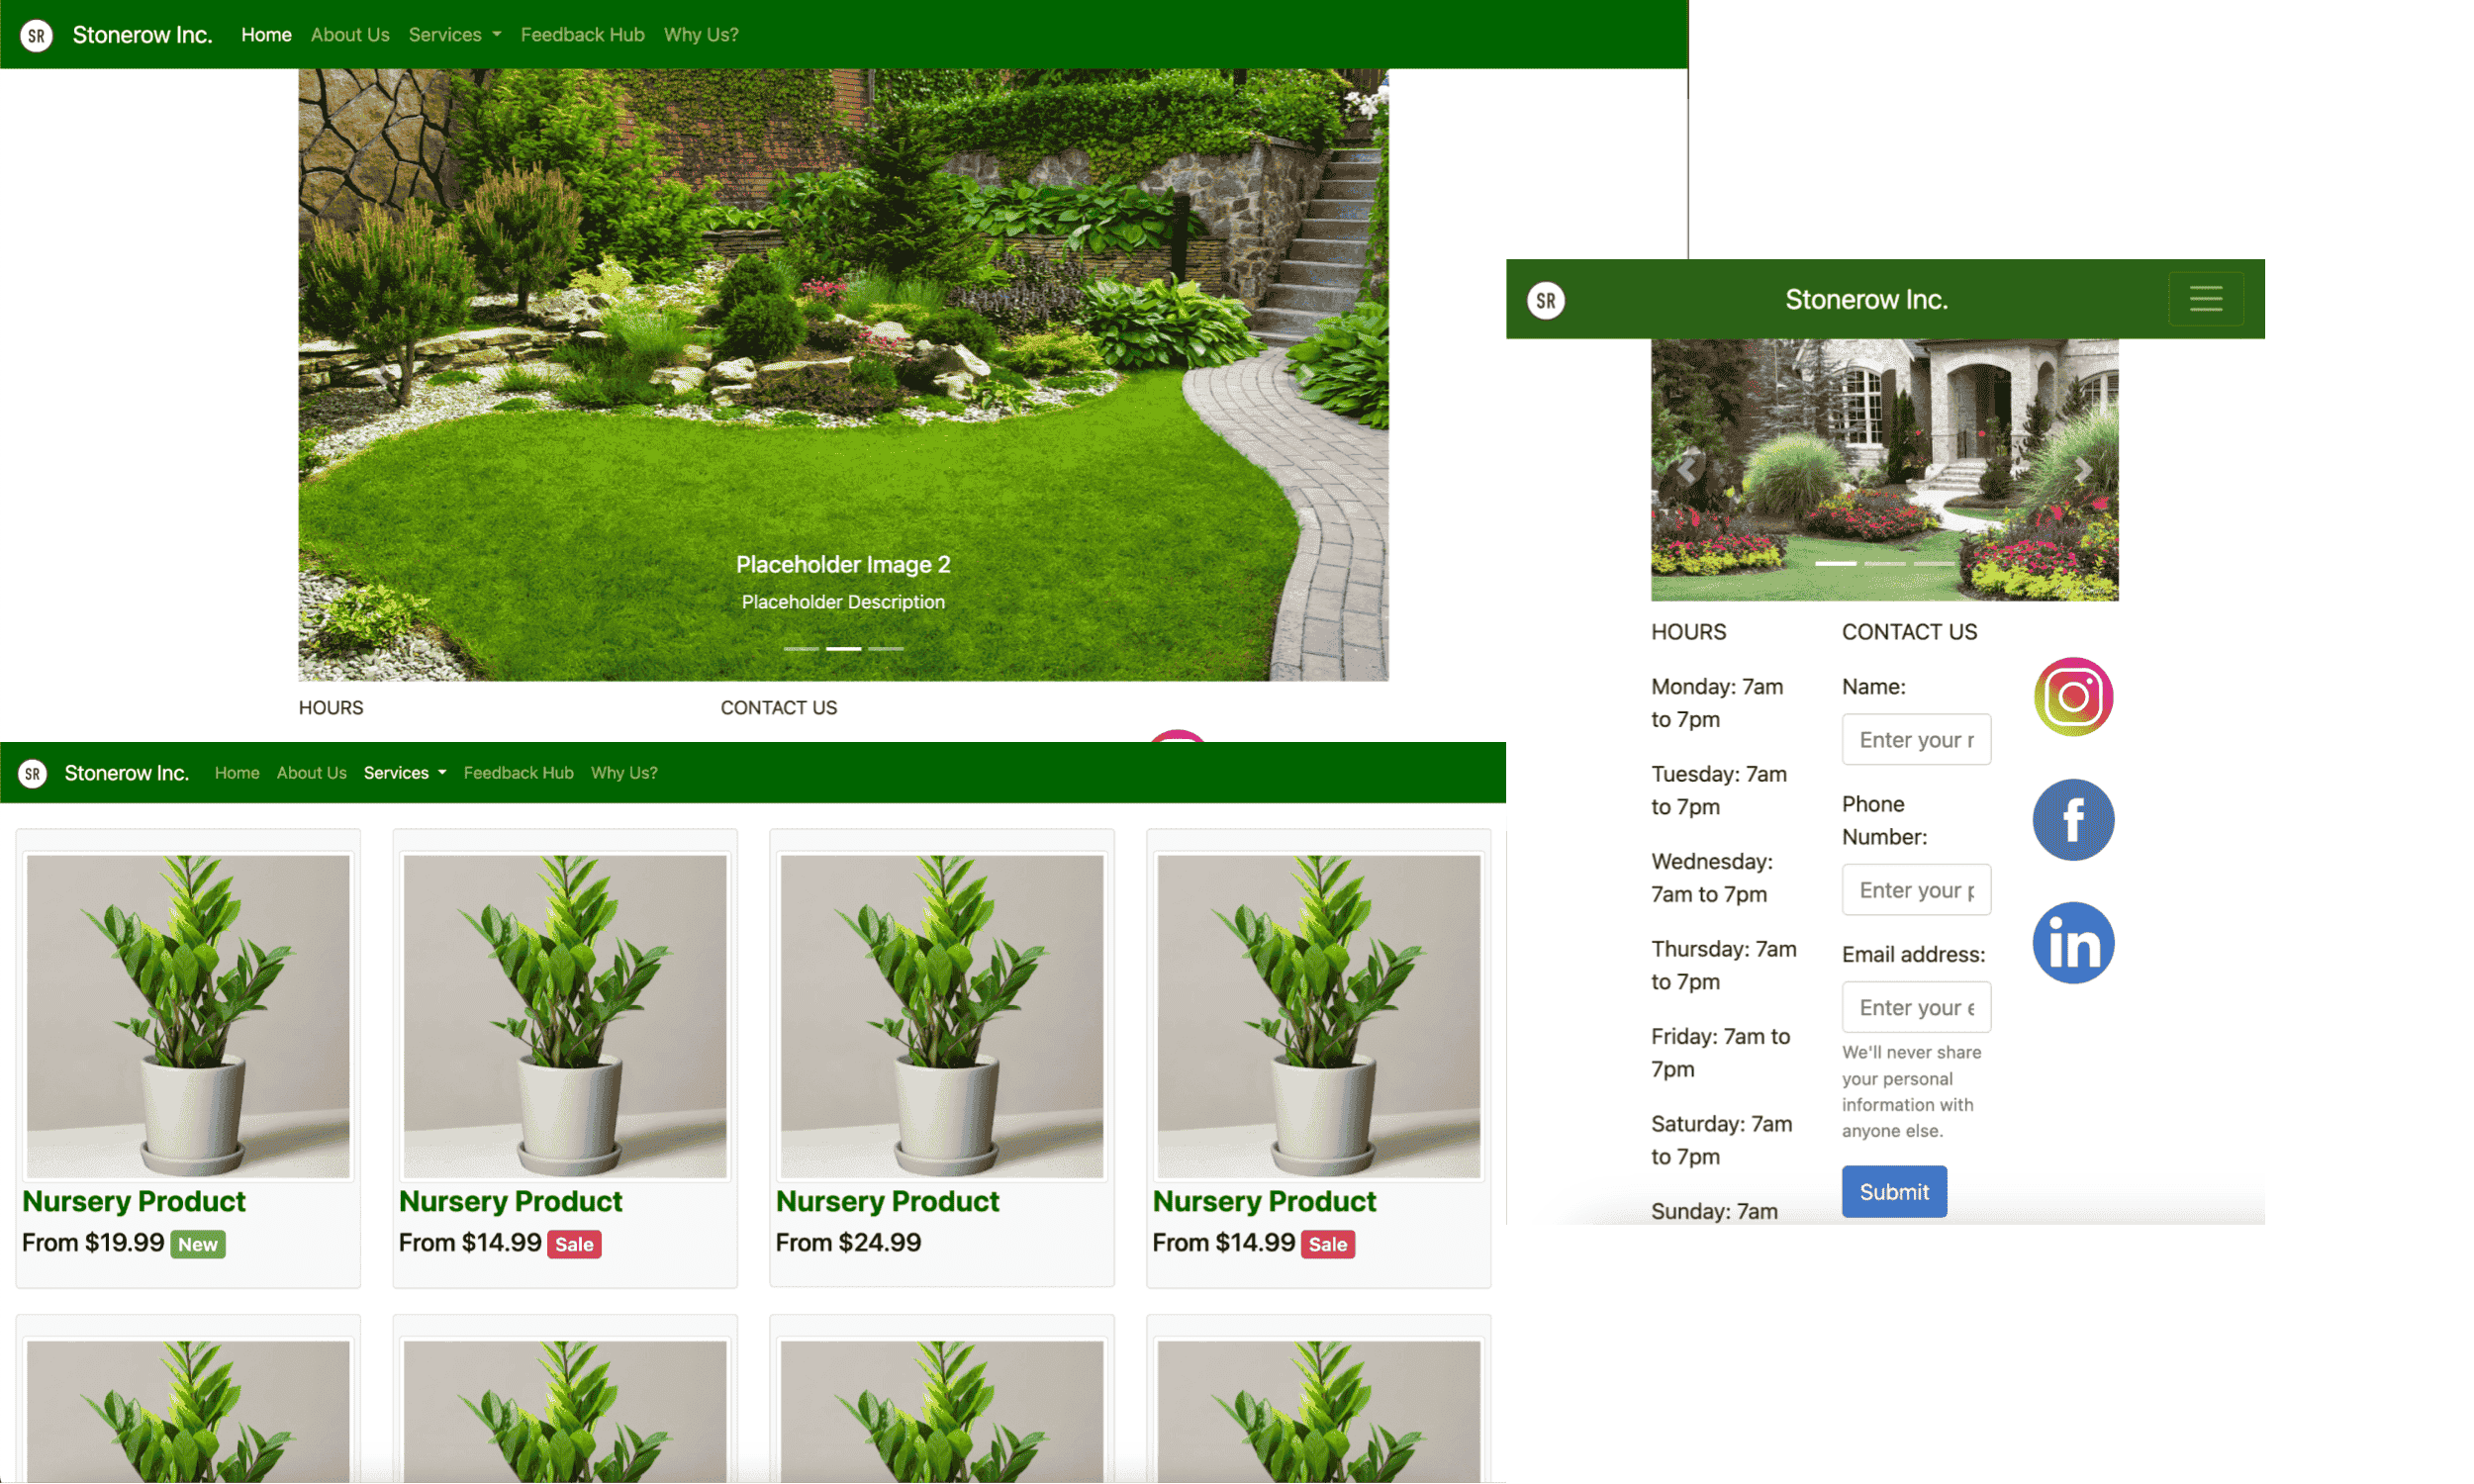 SR Stonerow Inc. Home About Us Services Feedback Hub Why Us?
Placeholder Image 2
Placeholder Description
HOURS CONTACT US
SR Stonerow Inc. Home About Us Services Feedback Hub Why Us?
Nursery Product
From $19.99 New
Nursery Product
From $14.99 Sale
Nursery Product
From $24.99
Nursery Product
From $14.99 Sale
SR Stonerow Inc.
HOURS
Monday: 7am
to 7pm
Tuesday: 7am
to 7pm
Wednesday:
7am to 7pm
Thursday: 7am
to 7pm
Friday: 7am to
7pm
Saturday: 7am
to 7pm
Sunday: 7am
CONTACT US
Name:
Enter your
Phone
Number:
Enter your
Email address:
Enter your
We'll never share
your personal
information with
anyone else.
Submit
f
in